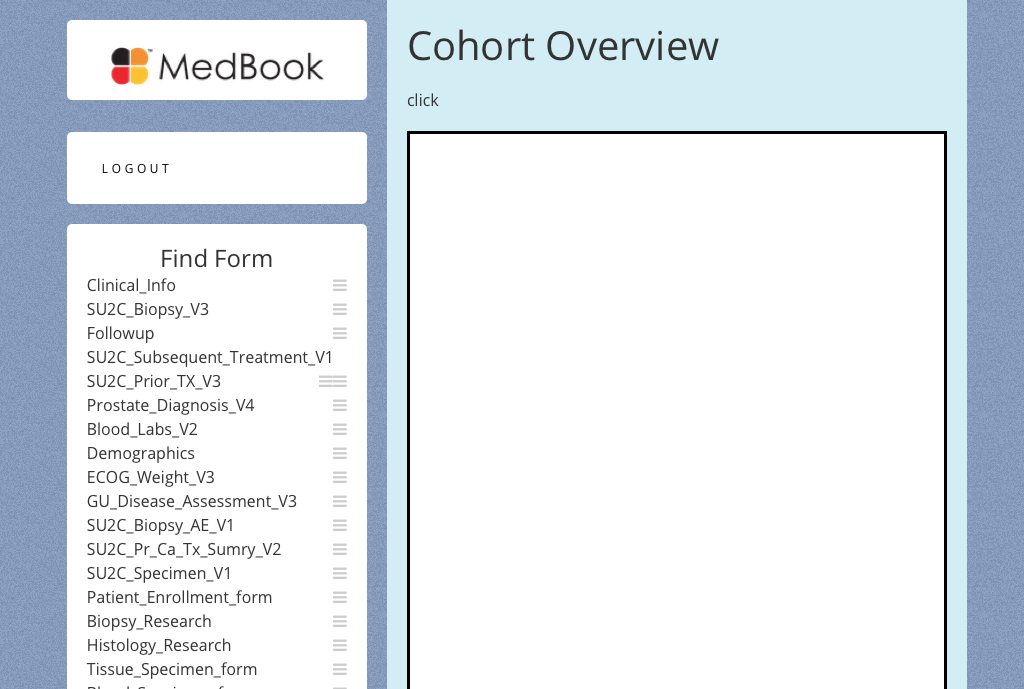 MedBook
LOGOUT
Find Form
Clinical_Info
SU2C_Biopsy_V3
Followup
SU2C_Subsequent_Treatment_V1
SU2C_Prior_TX_V3
Prostate_Diagnosis_V4
Blood_Labs_V2
Demographics
ECOG_Weight_V3
GU_Disease_Assessment_V3
SU2C_Biopsy_AE_V1
SU2C_Pr_Ca_Tx_Sumry_V2
SU2C_Specimen_V1
Patient_Enrollment_form
Biopsy_Research
Histology_Research
Tissue_Specimen_form
Cohort Overview
click